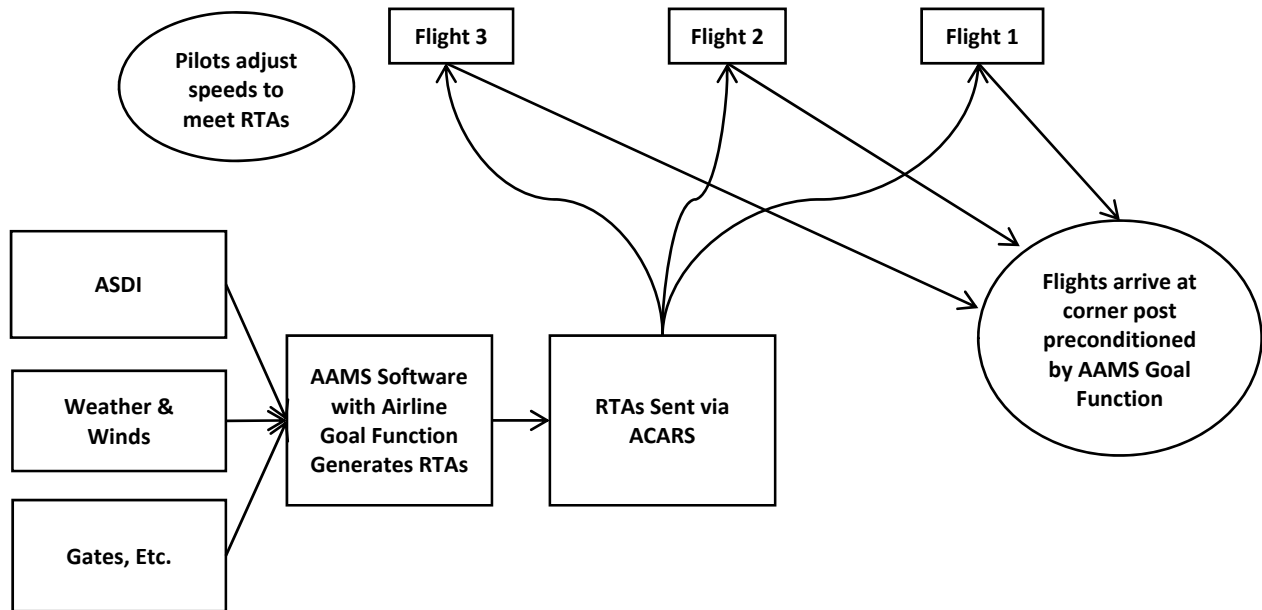 Flight 3
Flight 2
Flight 1
Pilots adjust
speeds to
meet RTAs
ASDI
Weather &
Winds
Gates, Etc.
AAMS Software
with Airline
Goal Function
Generates RTAs
RTAs Sent via
ACARS
Flights arrive at
corner post
preconditioned
by AAMS Goal
Function